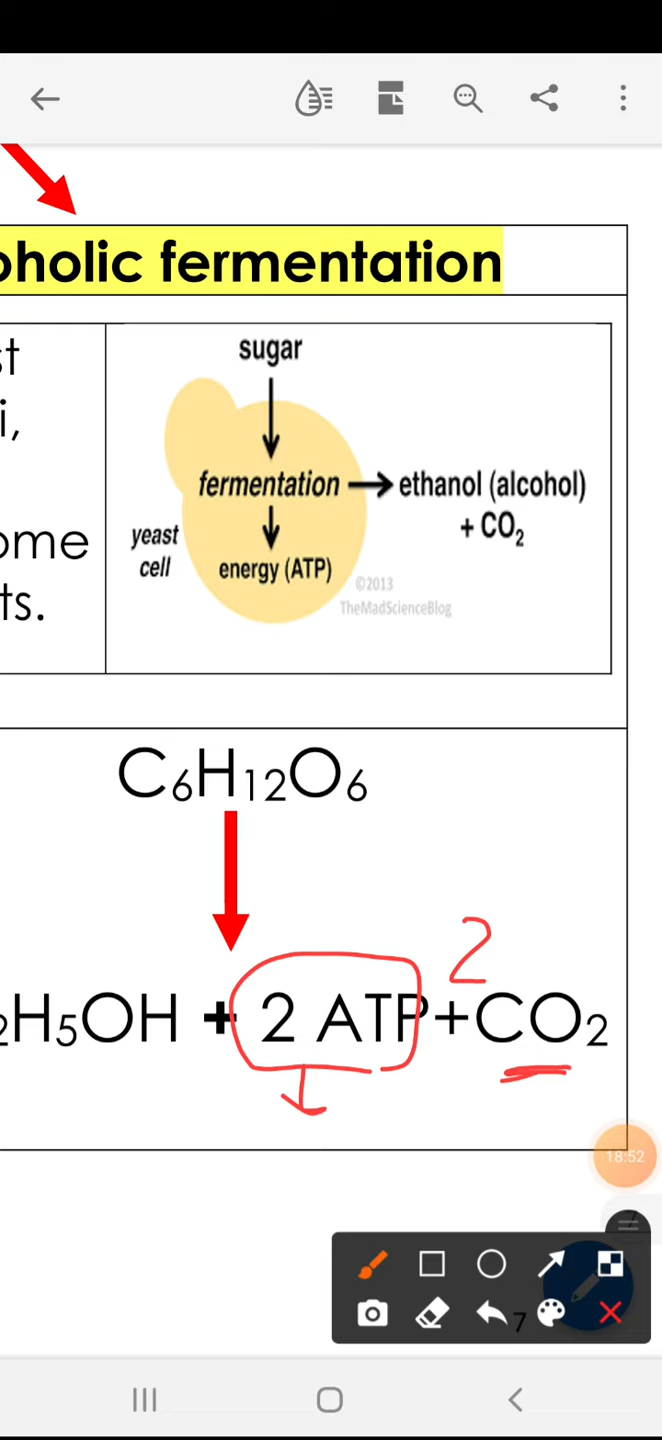 oholic fermentation
st
i,
ome
ts.
sugar
fermentation
ethanol (alcohol)
+ CO₂
yeast
cell
energy (ATP)
©2013
TheMadScienceBlog
C₆H₁₂O₆
2
₂H₅OH + 2 ATP+CO₂
18:52
7